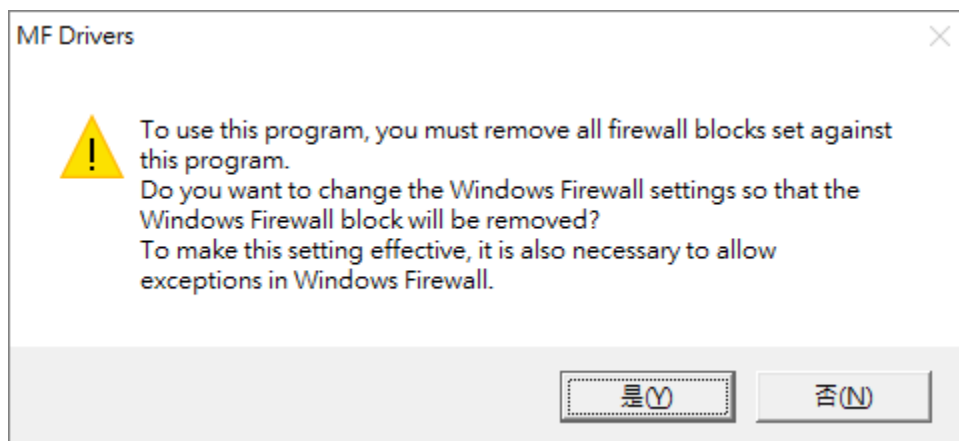 MF Drivers
To use this program, you must remove all firewall blocks set against
this program.
Do you want to change the Windows Firewall settings so that the
Windows Firewall block will be removed?
To make this setting effective, it is also necessary to allow
exceptions in Windows Firewall.
是(Y)
否(N)